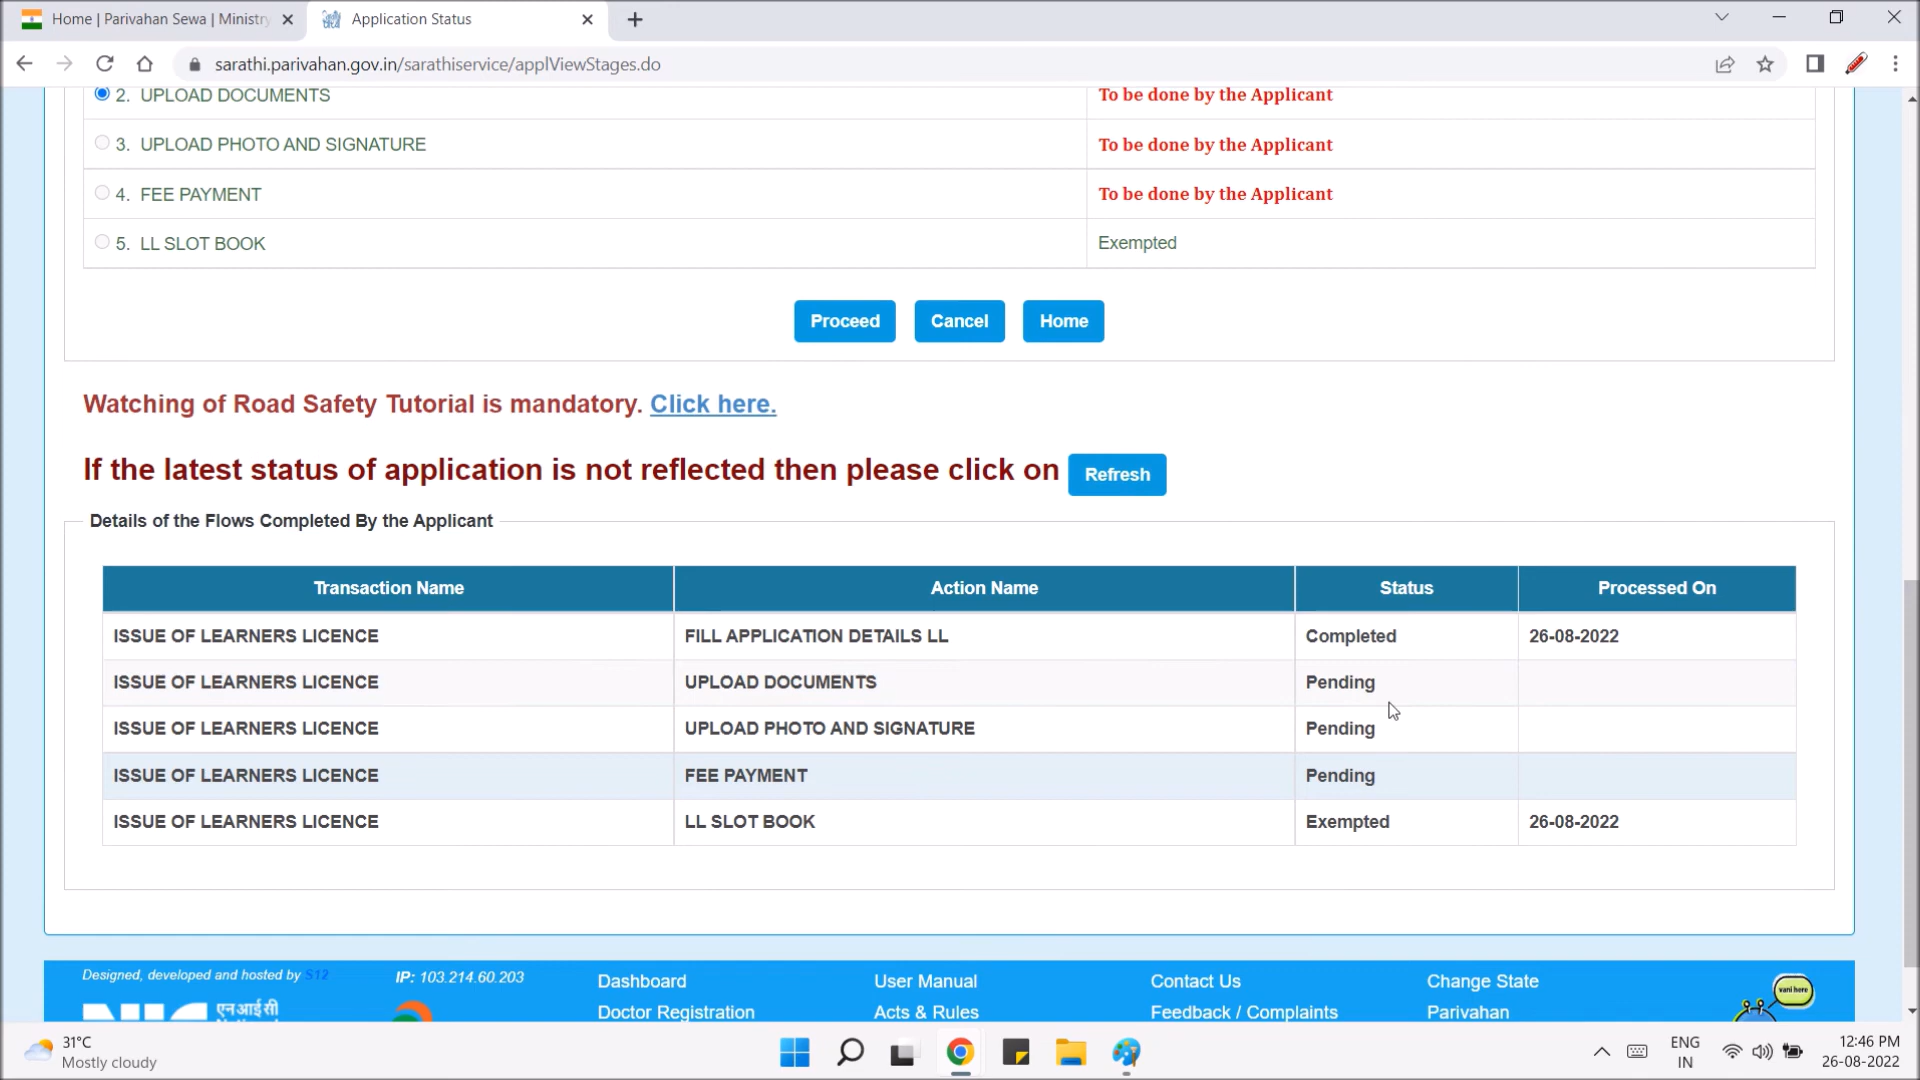 Home | Parivahan Sewa | Ministry
Application Status
sarathi.parivahan.gov.in/sarathiservice/applViewStages.do
2. UPLOAD DOCUMENTS To be done by the Applicant
3. UPLOAD PHOTO AND SIGNATURE To be done by the Applicant
4. FEE PAYMENT To be done by the Applicant
5. LL SLOT BOOK Exempted
Proceed Cancel Home
Watching of Road Safety Tutorial is mandatory. Click here.
If the latest status of application is not reflected then please click on Refresh
Details of the Flows Completed By the Applicant
Transaction Name Action Name Status Processed On
ISSUE OF LEARNERS LICENCE FILL APPLICATION DETAILS LL Completed 26-08-2022
ISSUE OF LEARNERS LICENCE UPLOAD DOCUMENTS Pending
ISSUE OF LEARNERS LICENCE UPLOAD PHOTO AND SIGNATURE Pending
ISSUE OF LEARNERS LICENCE FEE PAYMENT Pending
ISSUE OF LEARNERS LICENCE LL SLOT BOOK Exempted 26-08-2022
Designed, developed and hosted by S12 IP: 103.214.60.203 Dashboard User Manual Contact Us Change State
एनआईसी Doctor Registration Acts & Rules Feedback / Complaints Parivahan
vani here
31°C
Mostly cloudy
ENG
IN
12:46 PM
26-08-2022